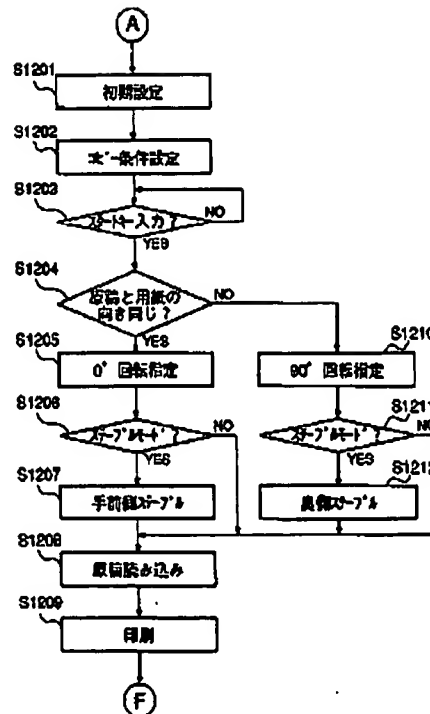 A
S1201
初期設定
S1202
コピー条件設定
S1203
スタートキー入力?
NO
YES
S1204
原稿と用紙の
向き同じ?
NO
YES
S1205
0° 回転指定
S1210
90° 回転指定
S1206
ステープルモード?
NO
YES
S1211
ステープルモード?
NO
YES
S1207
手前側ステープル
S1212
奥側ステープル
S1208
原稿読み込み
S1209
印刷
F